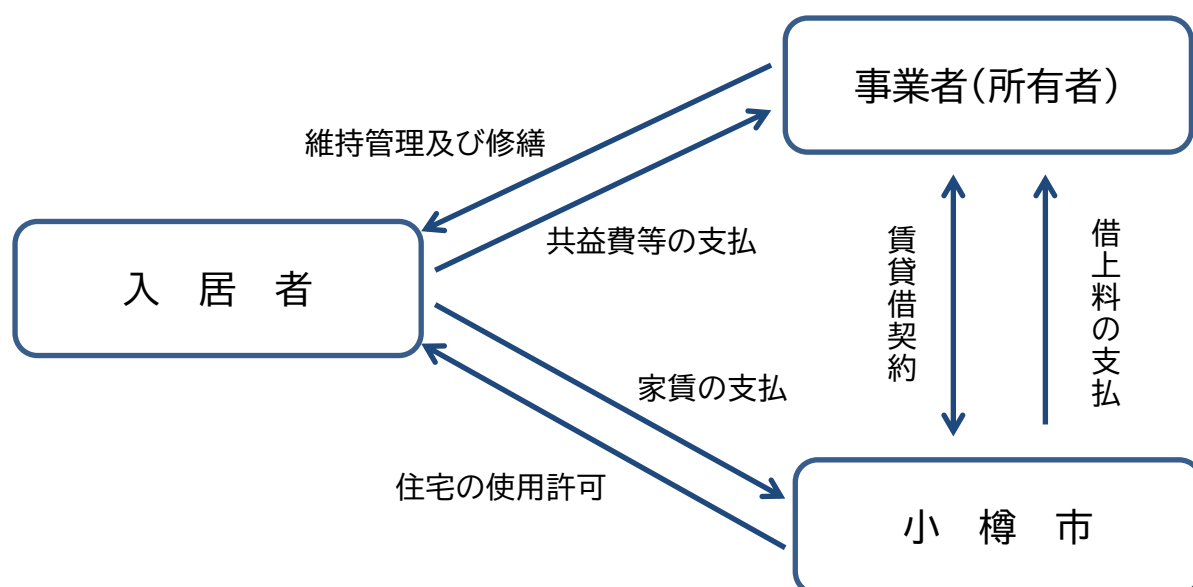 事業者（所有者）
維持管理及び修繕
共益費等の支払
入居者
賃貸借契約
借上料の支払
家賃の支払
住宅の使用許可
小樽市